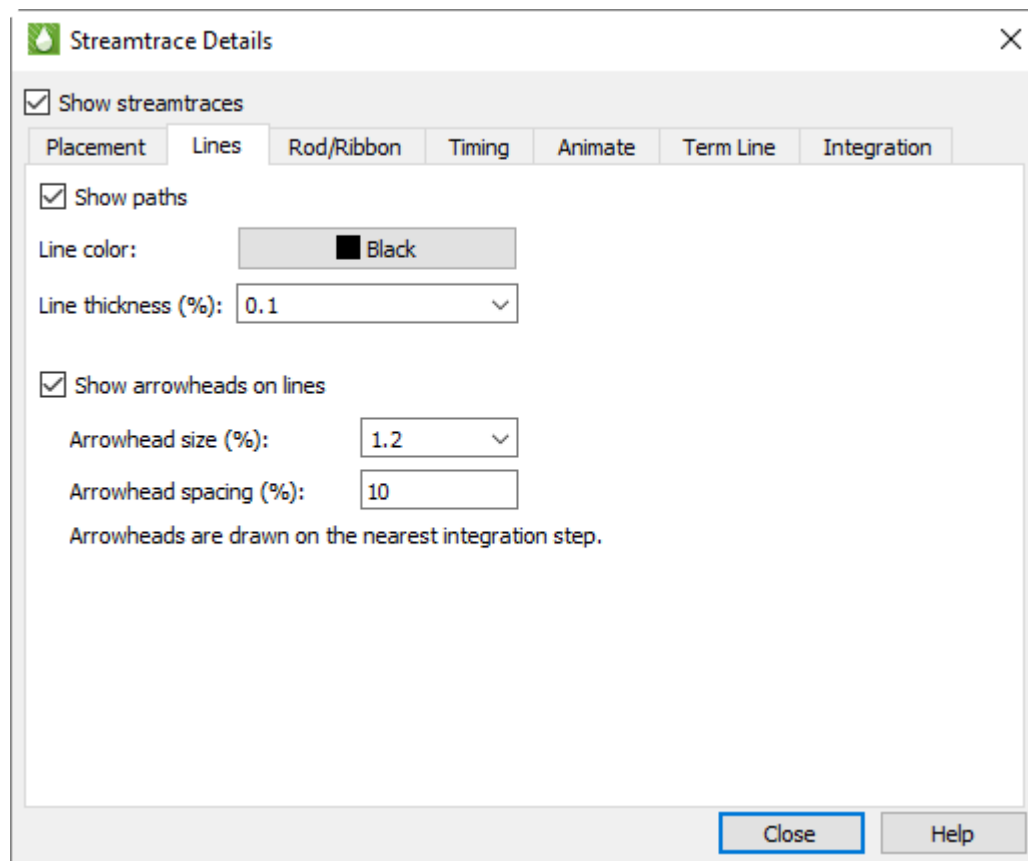 Streamtrace Details
Show streamtraces
Placement Lines Rod/Ribbon Timing Animate Term Line Integration
Show paths
Line color: Black
Line thickness (%): 0.1
Show arrowheads on lines
Arrowhead size (%): 1.2
Arrowhead spacing (%): 10
Arrowheads are drawn on the nearest integration step.
Close Help